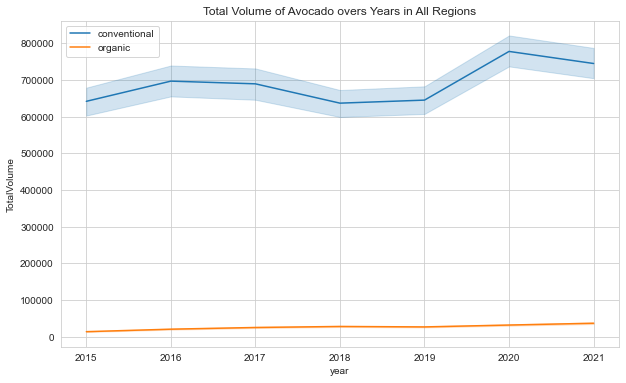 Total Volume of Avocado overs Years in All Regions
conventional
organic
800000
700000
600000
500000
400000
300000
200000
100000
0
TotalVolume
2015 2016 2017 2018 2019 2020 2021
year